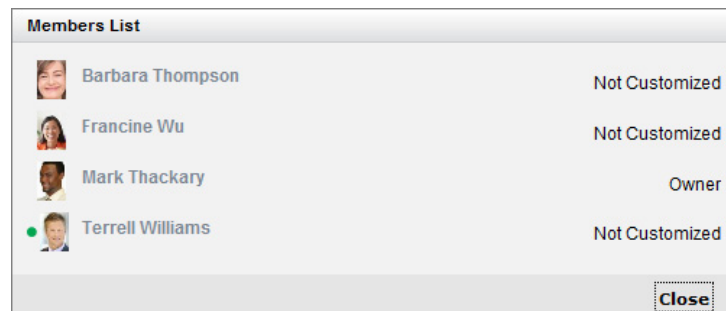 Members List
Barbara Thompson Not Customized
Francine Wu Not Customized
Mark Thackary Owner
Terrell Williams Not Customized
Close